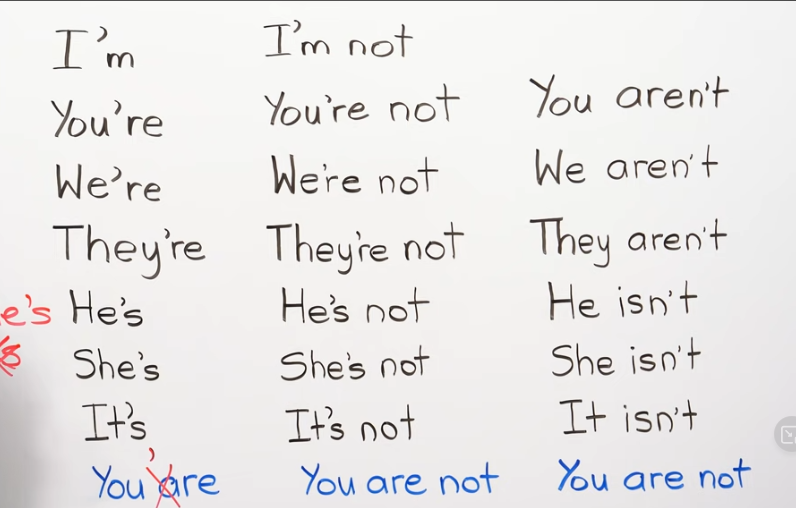 I'm I'm not
You're You're not You aren't
We're We're not We aren't
They're They're not They aren't
e's He's He's not He isn't
She's She's not She isn't
It's It's not It isn't
You'are You are not You are not